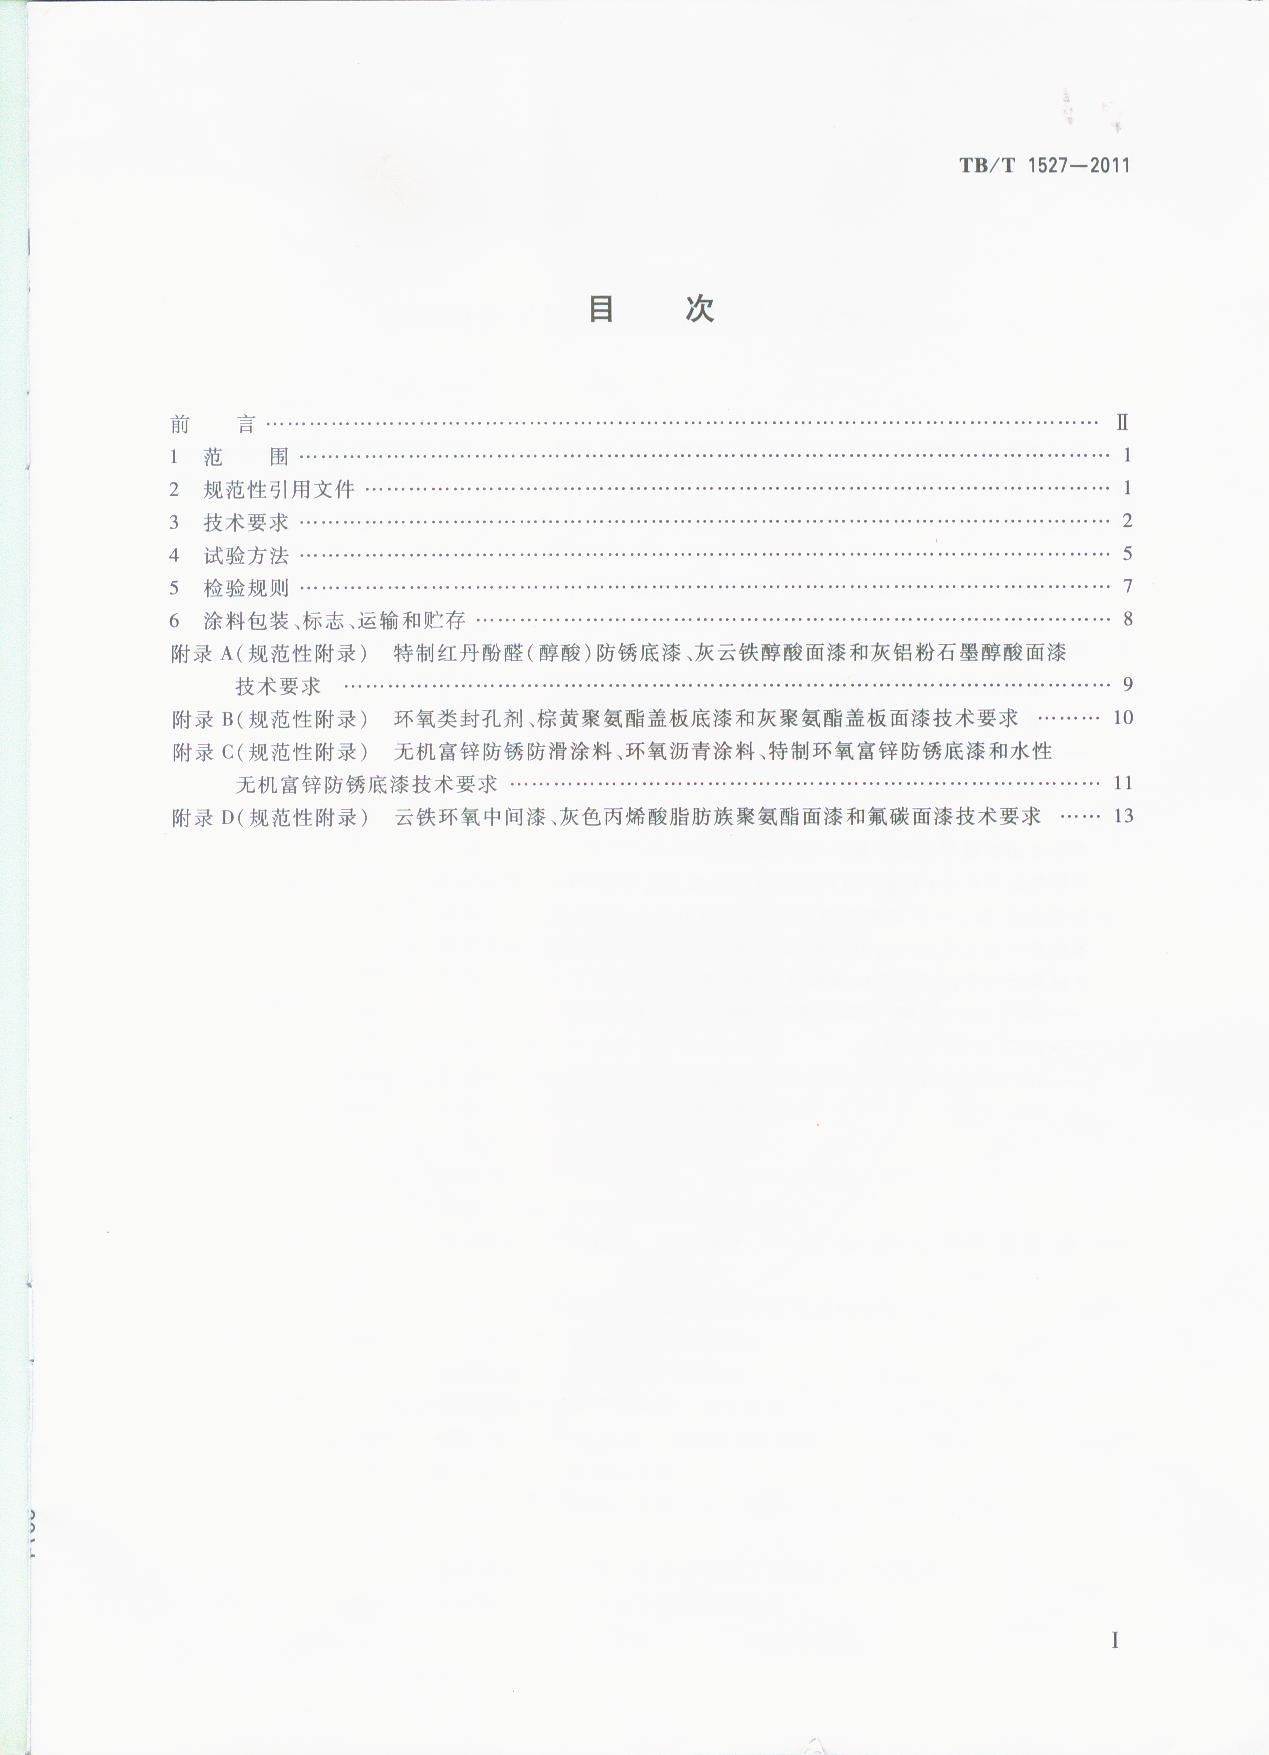 TB/T 1527—2011
目 次
前 言 …………………………………………………………………… Ⅱ
1 范 围 …………………………………………………………………… 1
2 规范性引用文件 …………………………………………………………………… 1
3 技术要求 …………………………………………………………………… 2
4 试验方法 …………………………………………………………………… 5
5 检验规则 …………………………………………………………………… 7
6 涂料包装、标志、运输和贮存 …………………………………………………………………… 8
附录 A(规范性附录) 特制红丹酚醛(醇酸)防锈底漆、灰云铁醇酸面漆和灰铝粉石墨醇酸面漆
技术要求 …………………………………………………………………… 9
附录 B(规范性附录) 环氧类封孔剂、棕黄聚氨酯盖板底漆和灰聚氨酯盖板面漆技术要求 ……… 10
附录 C(规范性附录) 无机富锌防锈防滑涂料、环氧沥青涂料、特制环氧富锌防锈底漆和水性
无机富锌防锈底漆技术要求 …………………………………………………………………… 11
附录 D(规范性附录) 云铁环氧中间漆、灰色丙烯酸脂肪族聚氨酯面漆和氟碳面漆技术要求 …… 13
Ⅰ